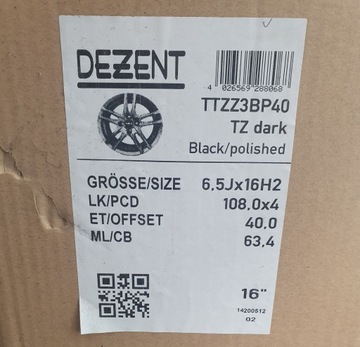 DEZENT
4 026569 288068
TTZZ3BP40
TZ dark
Black/polished
GRÖSSE/SIZE 6,5Jx16H2
LK/PCD 108,0x4
ET/OFFSET 40,0
ML/CB 63,4
16"
14200512
02